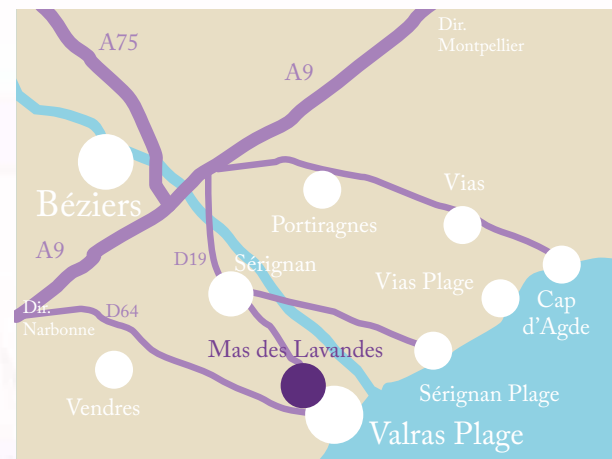 A75
Dir.
Montpellier
A9
Béziers
Vias
Portiragnes
A9
D19
Sérignan
Vias Plage
Cap
d'Agde
Dir.
Narbonne
D64
Mas des Lavandes
Vendres
Sérignan Plage
Valras Plage